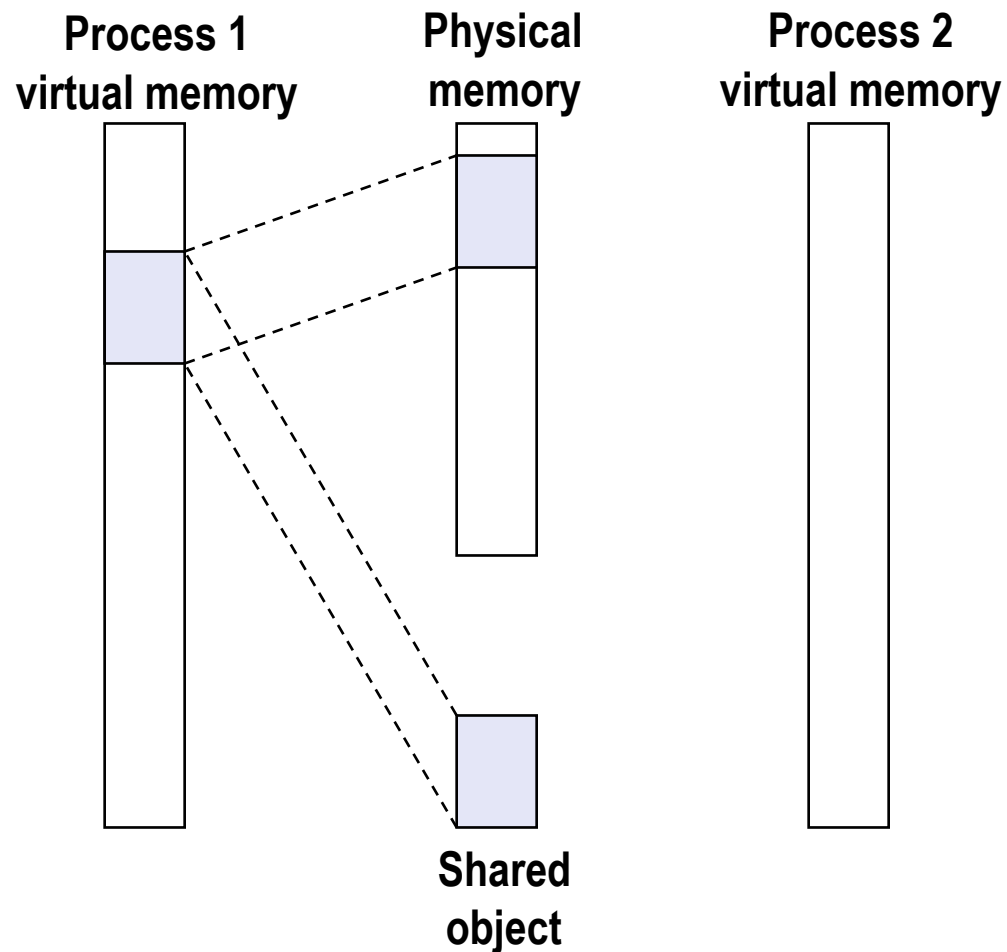 Process 1
virtual memory
Physical
memory
Process 2
virtual memory
Shared
object